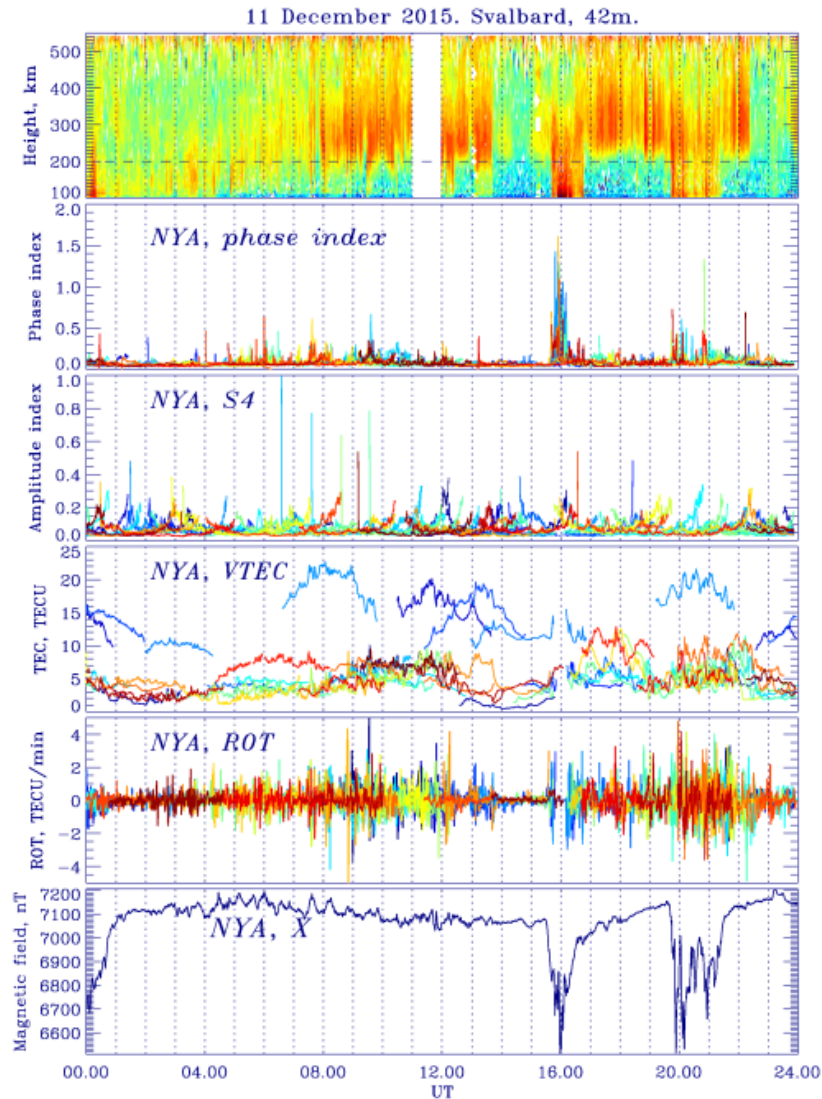 11 December 2015. Svalbard, 42m.
Height, km
500
400
300
200
100
NYA, phase index
Phase index
2.0
1.5
1.0
0.5
0.0
NYA, S4
Amplitude index
1.0
0.8
0.6
0.4
0.2
0.0
NYA, VTEC
TEC, TECU
25
20
15
10
5
0
NYA, ROT
ROT, TECU/min
4
2
0
-2
-4
NYA, X
Magnetic field, nT
7200
7100
7000
6900
6800
6700
6600
00.00 04.00 08.00 12.00 16.00 20.00 24.00
UT